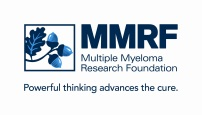 MMRF
Multiple Myeloma
Research Foundation
Powerful thinking advances the cure.